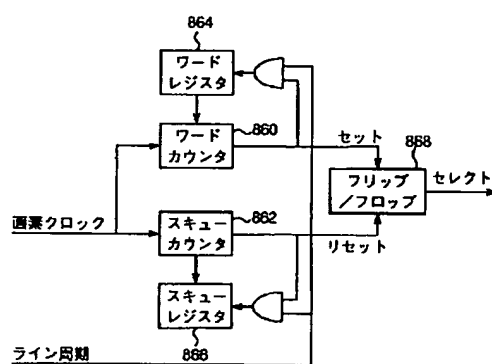 864
ワード
レジスタ
860
ワード
カウンタ
セット
868
フリップ
／フロップ
セレクト
画素クロック
862
スキュー
カウンタ
リセット
スキュー
レジスタ
866
ライン周期